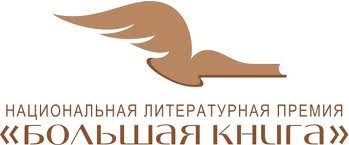 НАЦИОНАЛЬНАЯ ЛИТЕРАТУРНАЯ ПРЕМИЯ
«БОЛЬШАЯ КНИГА»